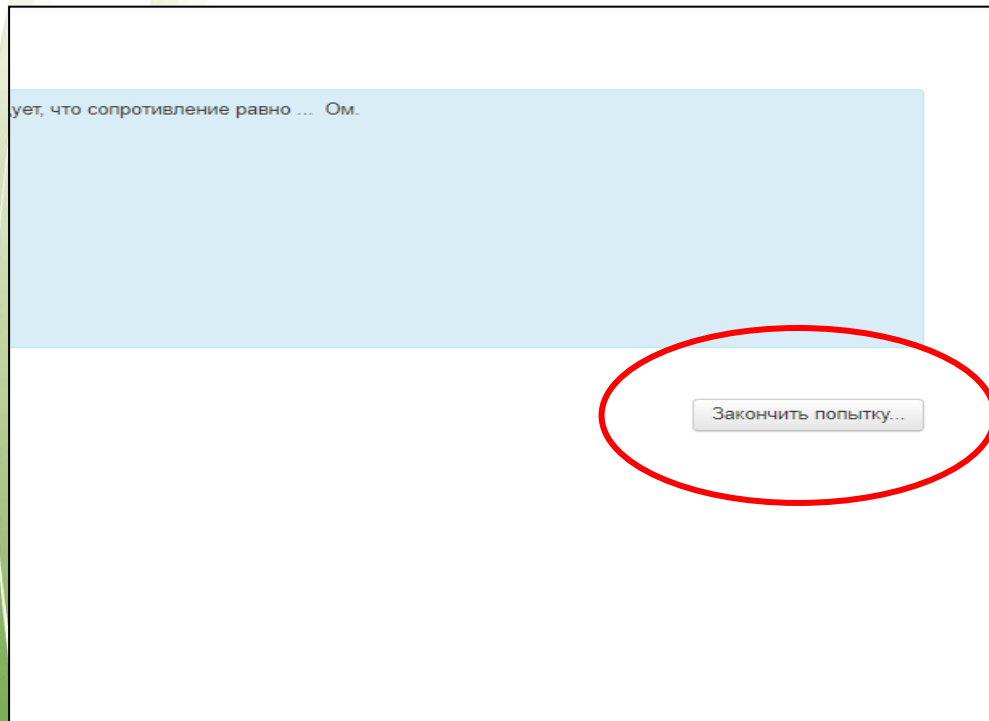 ует, что сопротивление равно ... Ом.
Закончить попытку...